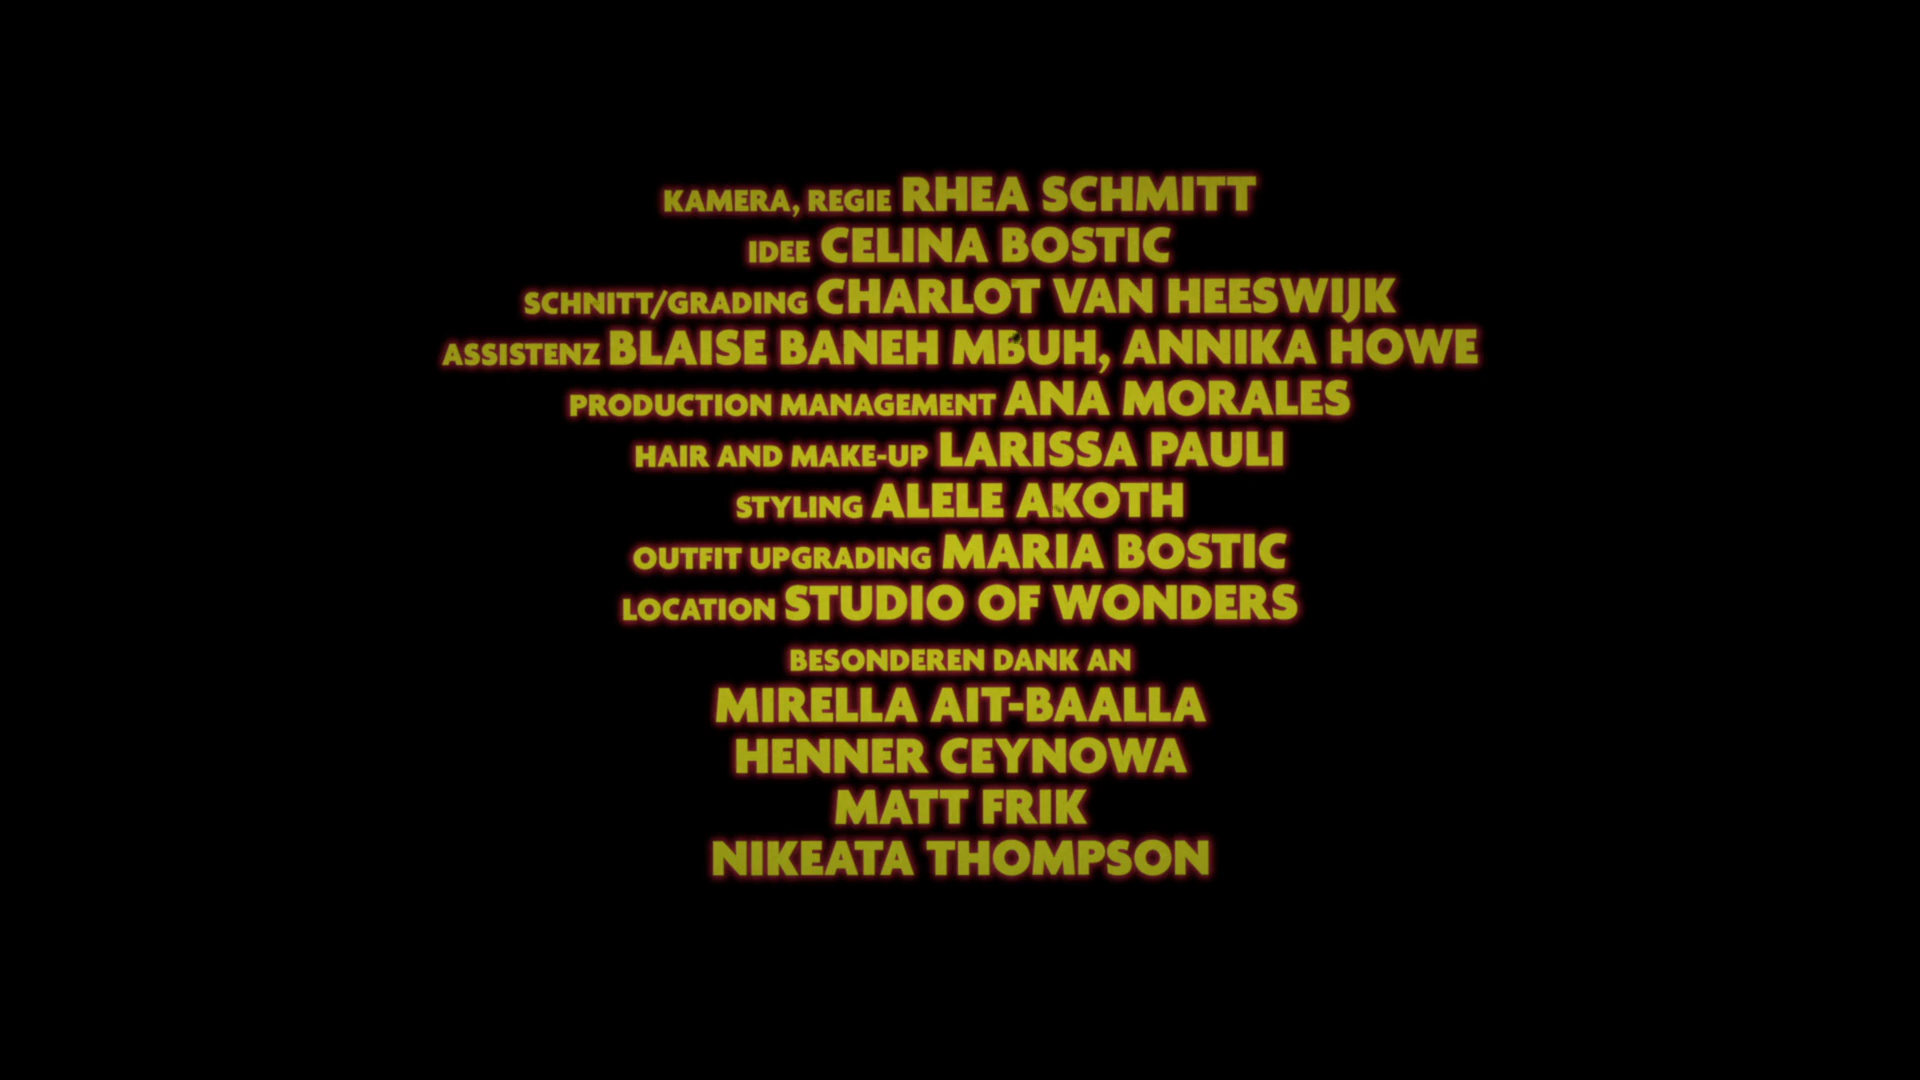 KAMERA, REGIE RHEA SCHMITT
IDEE CELINA BOSTIC
SCHNITT/GRADING CHARLOT VAN HEESWIJK
ASSISTENZ BLAISE BANEH MBUH, ANNIKA HOWE
PRODUCTION MANAGEMENT ANA MORALES
HAIR AND MAKE-UP LARISSA PAULI
STYLING ALELE AKOTH
OUTFIT UPGRADING MARIA BOSTIC
LOCATION STUDIO OF WONDERS
BESONDEREN DANK AN
MIRELLA AIT-BAALLA
HENNER CEYNOWA
MATT FRIK
NIKEATA THOMPSON